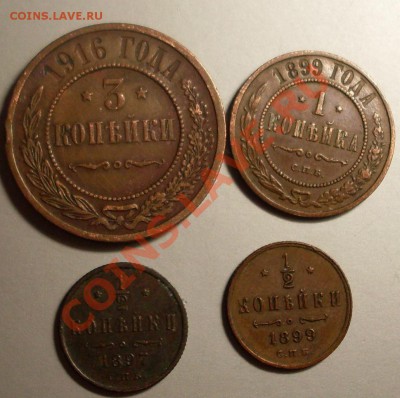 COINS.LAVE.RU
1916 ГОДА
3
КОПѢЙКИ
1899 ГОДА
1
КОПѢЙКА
С.П.Б.
1/2
КОПѢЙКИ
1897
С.П.Б.
1/2
КОПѢЙКИ
1899
С.П.Б.
COINS.LAVE.RU